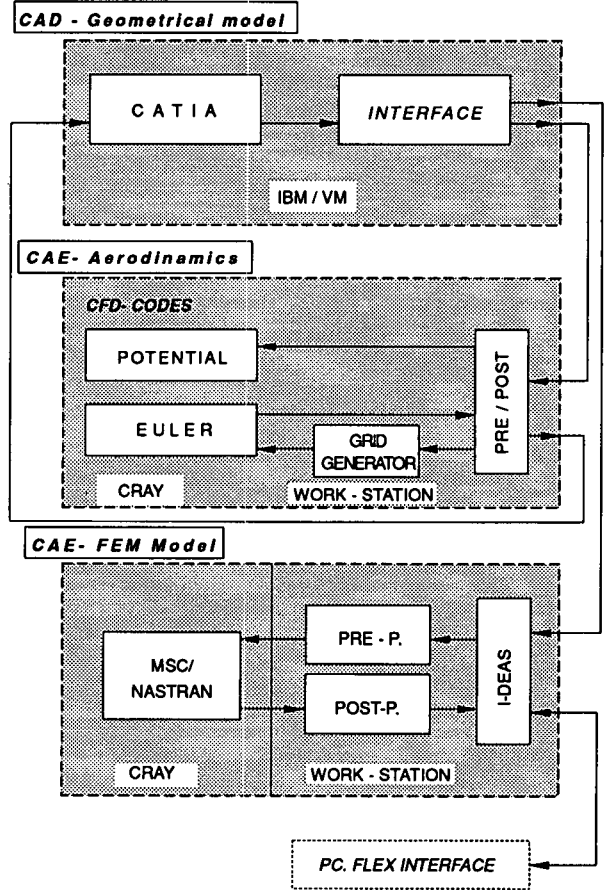 CAD - Geometrical model
CATIA
INTERFACE
IBM / VM
CAE- Aerodinamics
CFD- CODES
POTENTIAL
EULER
GRID
GENERATOR
PRE / POST
CRAY
WORK - STATION
CAE- FEM Model
MSC/
NASTRAN
PRE - P.
POST-P.
I-DEAS
CRAY
WORK - STATION
PC. FLEX INTERFACE